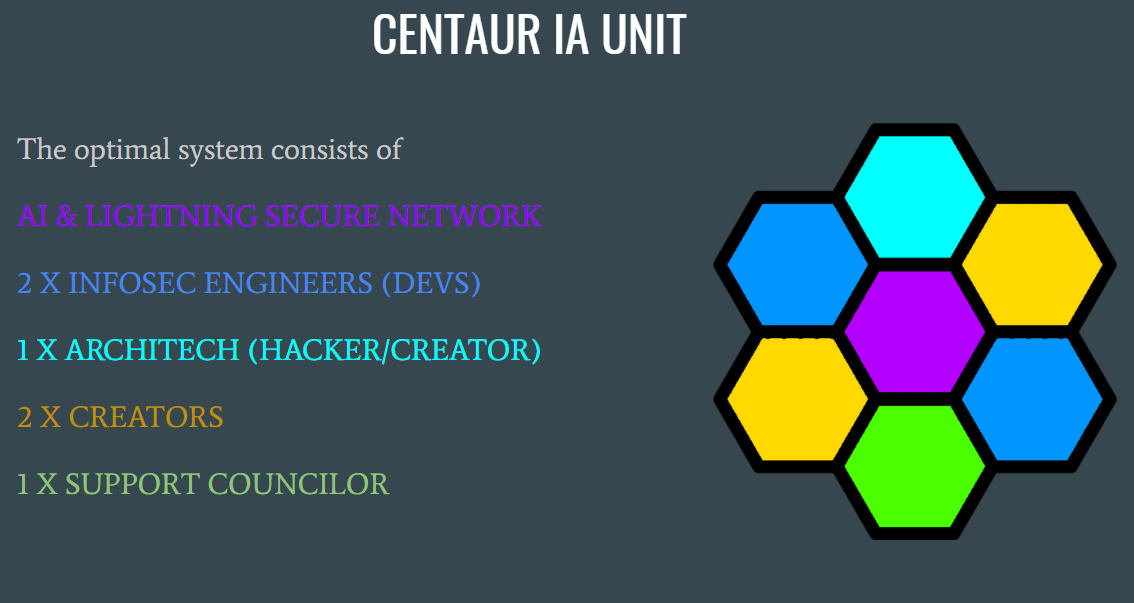 CENTAUR IA UNIT
The optimal system consists of
AI & LIGHTNING SECURE NETWORK
2 X INFOSEC ENGINEERS (DEVS)
1 X ARCHITECH (HACKER/CREATOR)
2 X CREATORS
1 X SUPPORT COUNCILOR